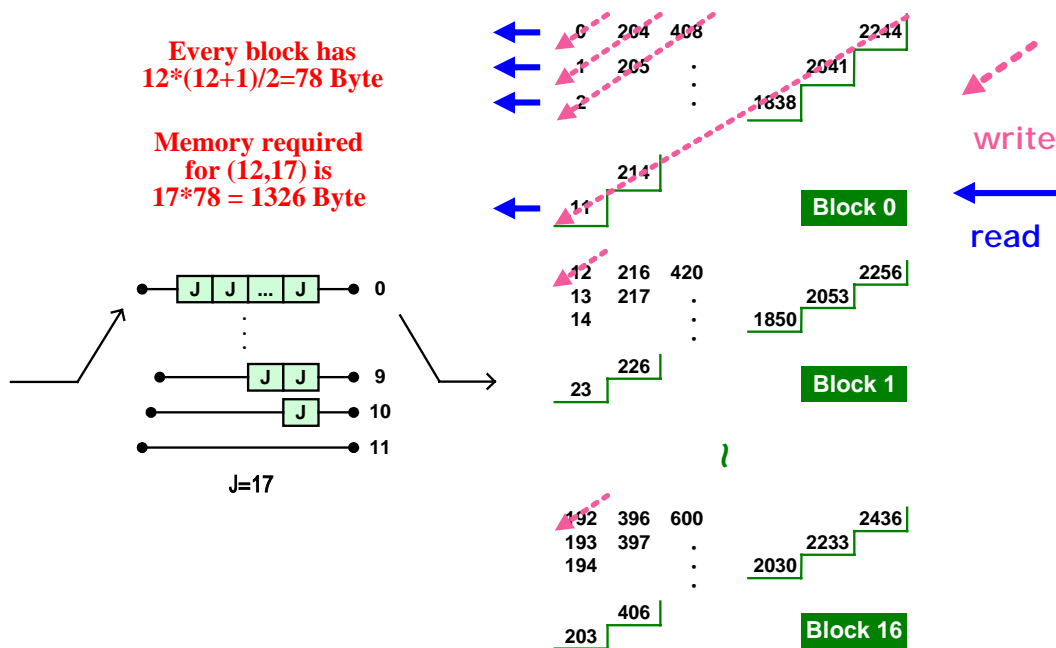 Every block has
12*(12+1)/2=78 Byte
Memory required
for (12,17) is
17*78 = 1326 Byte
J J ... J 0
J J 9
J 10
11
J=17
0 204 408 2244
1 205 . 2041
2 . 1838
.
214
11
Block 0
write
read
12 216 420 2256
13 217 . 2053
14 . 1850
.
226
23
Block 1
~
192 396 600 2436
193 397 . 2233
194 . 2030
.
406
203
Block 16